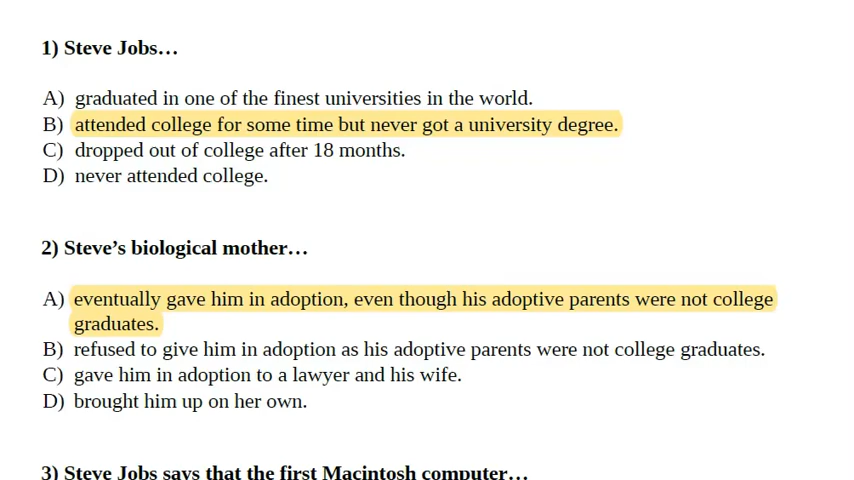 1) Steve Jobs…
A) graduated in one of the finest universities in the world.
B) attended college for some time but never got a university degree.
C) dropped out of college after 18 months.
D) never attended college.
2) Steve’s biological mother…
A) eventually gave him in adoption, even though his adoptive parents were not college
graduates.
B) refused to give him in adoption as his adoptive parents were not college graduates.
C) gave him in adoption to a lawyer and his wife.
D) brought him up on her own.
3) Steve Jobs says that the first Macintosh computer…